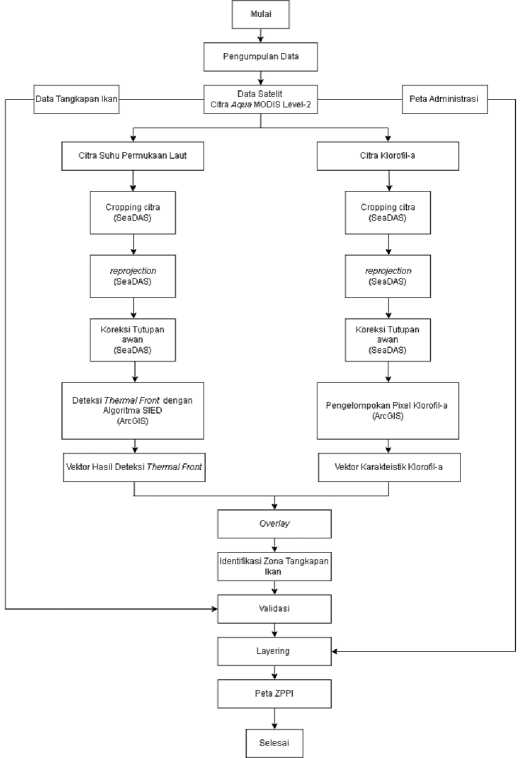 Mulai
Pengumpulan Data
Data Tangkapan Ikan
Data Satelit
Citra Aqua MODIS Level-2
Peta Administrasi
Citra Suhu Permukaan Laut
Citra Klorofil-a
Cropping citra
(SeaDAS)
Cropping citra
(SeaDAS)
reprojection
(SeaDAS)
reprojection
(SeaDAS)
Koreksi Tutupan
awan
(SeaDAS)
Koreksi Tutupan
awan
(SeaDAS)
Deteksi Thermal Front dengan
Algoritma SIED
(ArcGIS)
Pengelompokan Pixel Klorofil-a
(ArcGIS)
Vektor Hasil Deteksi Thermal Front
Vektor Karakteistik Klorofil-a
Overlay
Identifikasi Zona Tangkapan
Ikan
Validasi
Layering
Peta ZPPI
Selesai